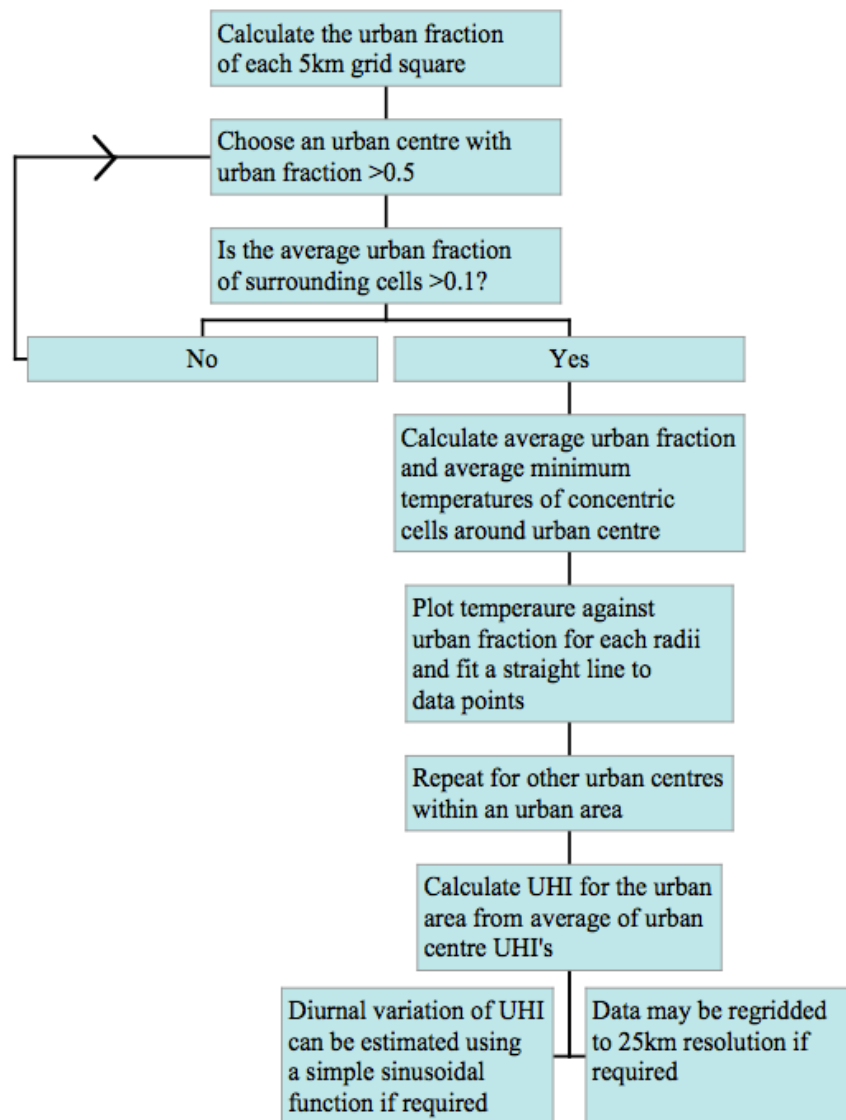 Calculate the urban fraction
of each 5km grid square
Choose an urban centre with
urban fraction >0.5
Is the average urban fraction
of surrounding cells >0.1?
No
Yes
Calculate average urban fraction
and average minimum
temperatures of concentric
cells around urban centre
Plot temperaure against
urban fraction for each radii
and fit a straight line to
data points
Repeat for other urban centres
within an urban area
Calculate UHI for the urban
area from average of urban
centre UHI's
Diurnal variation of UHI
can be estimated using
a simple sinusoidal
function if required
Data may be regridded
to 25km resolution if
required